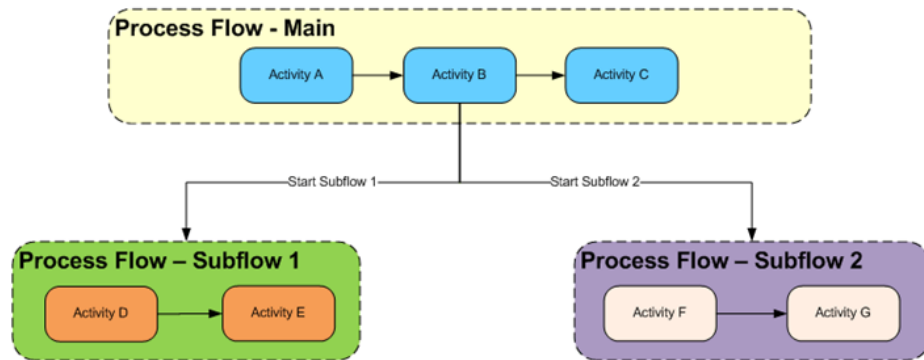 Process Flow - Main
Activity A
Activity B
Activity C
Start Subflow 1
Start Subflow 2
Process Flow – Subflow 1
Activity D
Activity E
Process Flow – Subflow 2
Activity F
Activity G